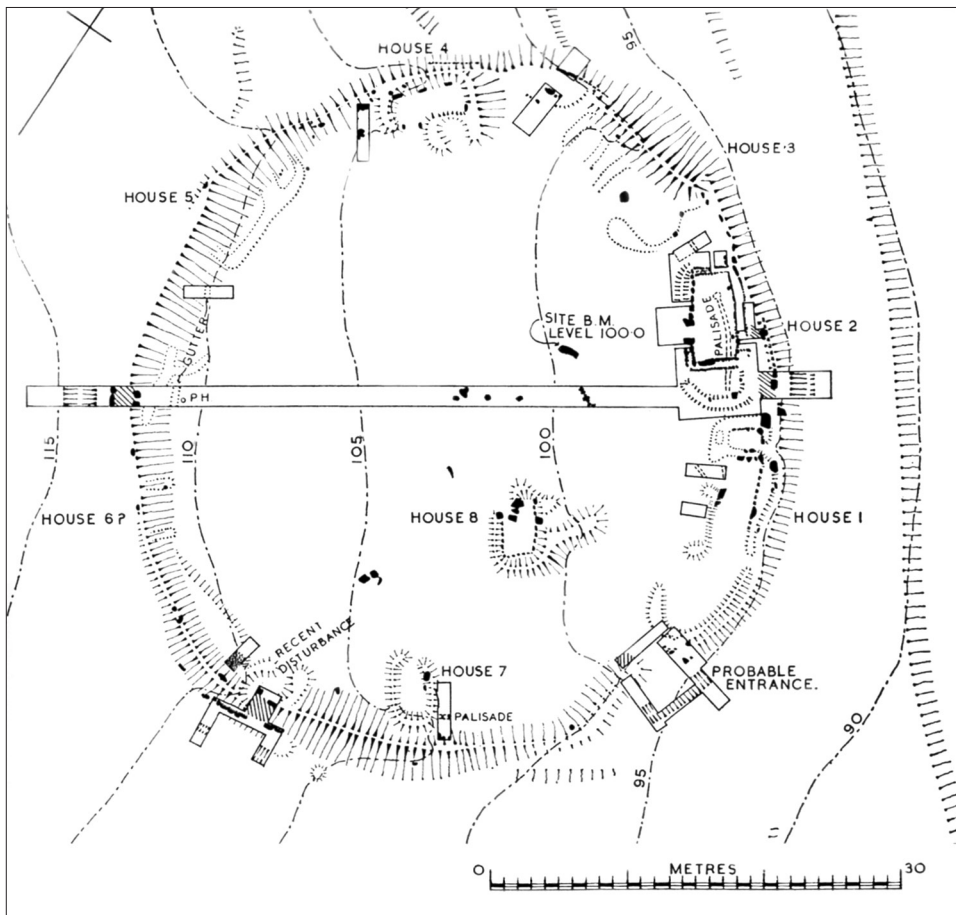 HOUSE 4
95
HOUSE·3
HOUSE 5
GUTTER
SITE B.M.
LEVEL 100·0
PALISADE
HOUSE 2
PH
115
110
105
100
HOUSE 6?
HOUSE 8
HOUSE 1
RECENT
DISTURBANCE
HOUSE 7
PALISADE
PROBABLE
ENTRANCE.
95
90
0
METRES
30